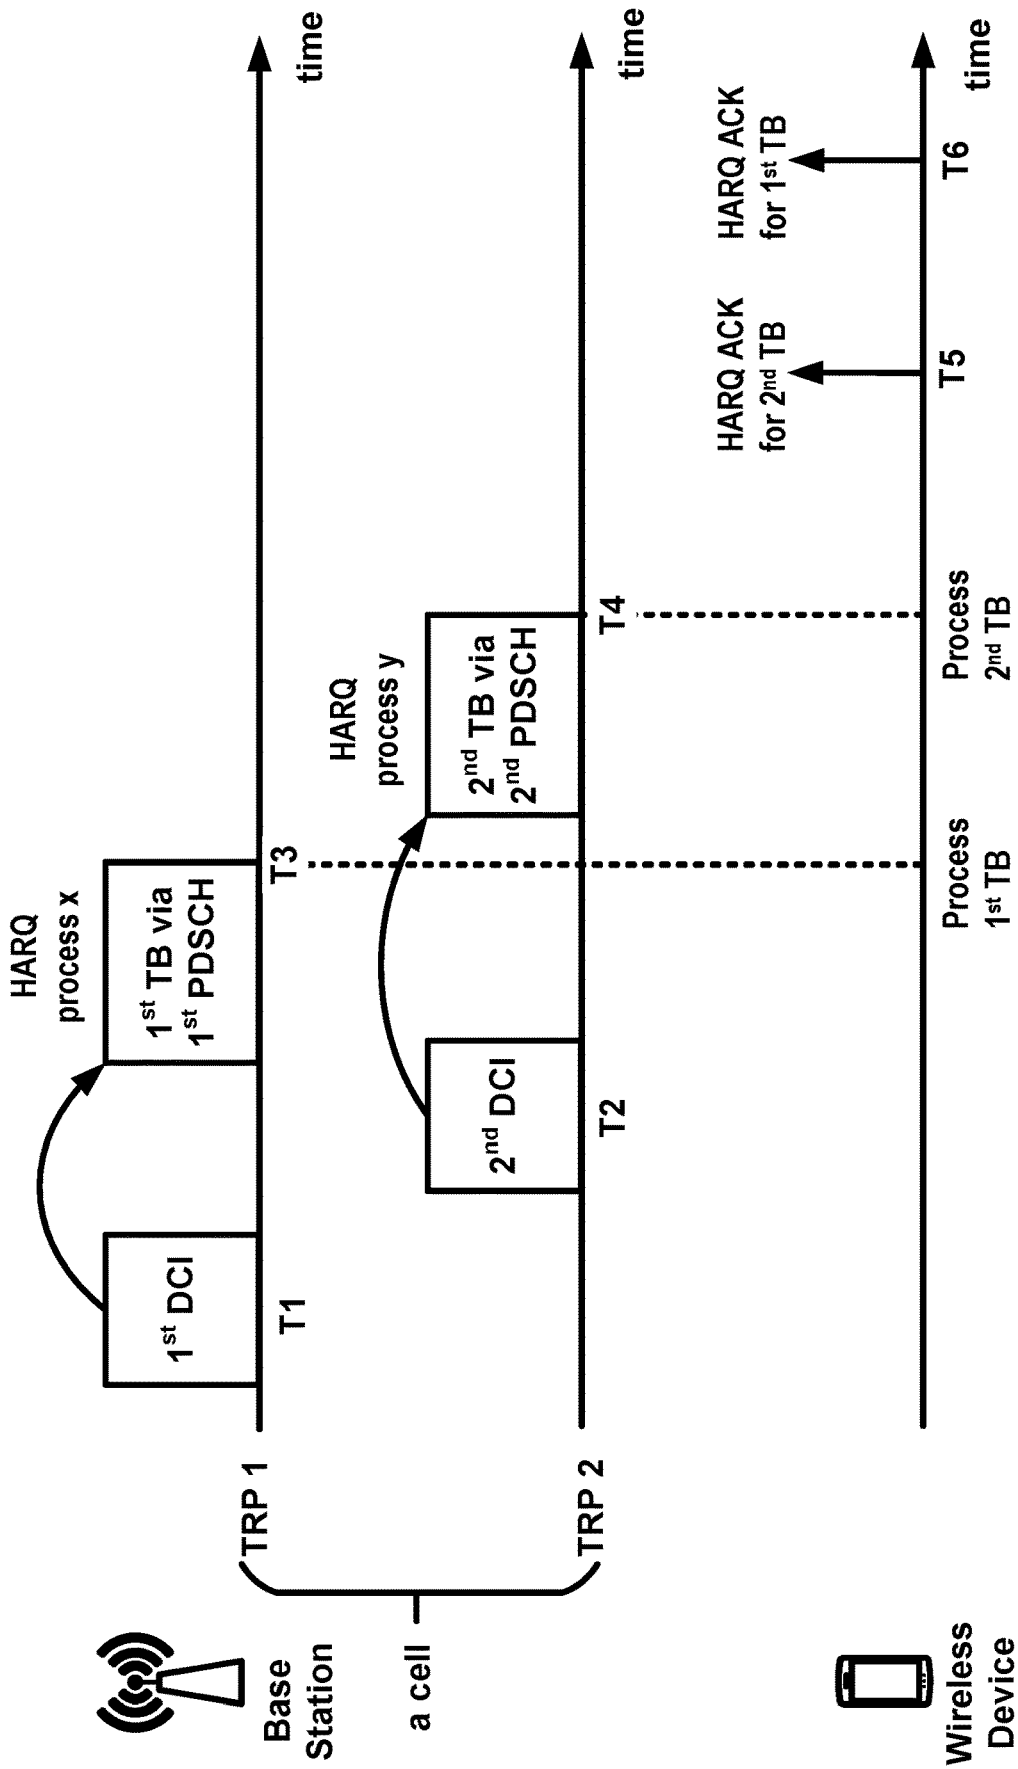 HARQ
process x
1st DCI
1st TB via
1st PDSCH
TRP 1
T1
T3
time
Base
Station
a cell
HARQ
process y
2nd DCI
2nd TB via
2nd PDSCH
TRP 2
T2
T4
time
HARQ ACK
for 2nd TB
HARQ ACK
for 1st TB
Wireless
Device
Process
1st TB
Process
2nd TB
T5
T6
time